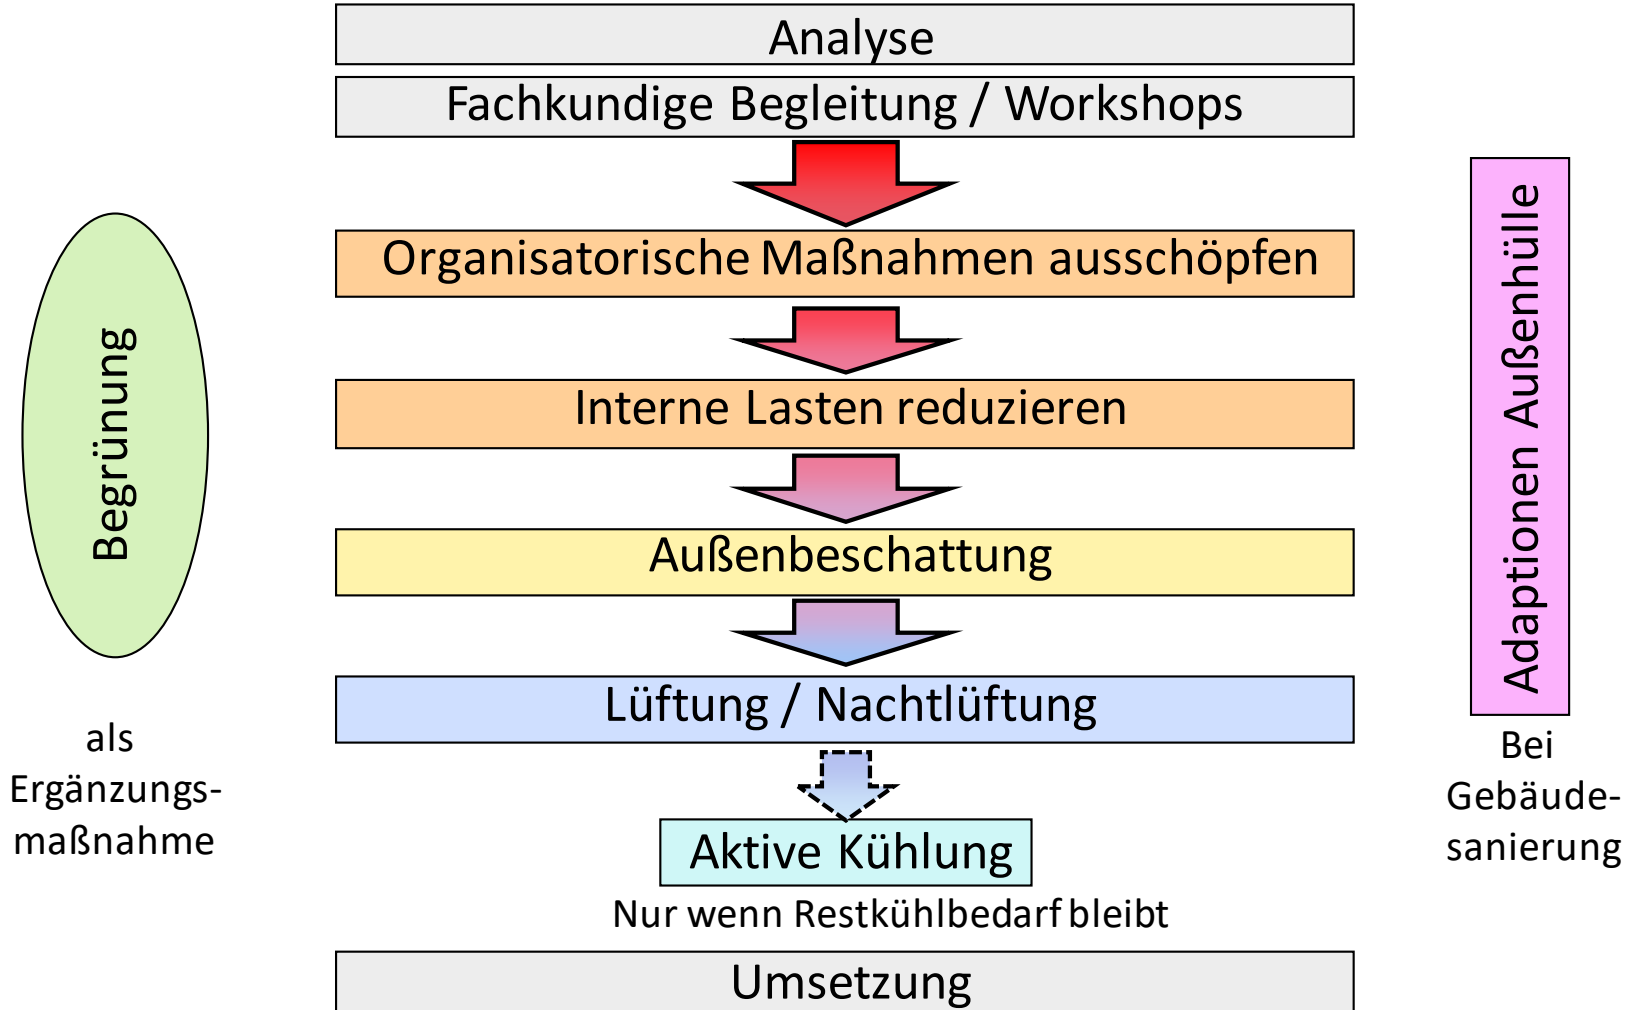 Analyse
Fachkundige Begleitung / Workshops
Organisatorische Maßnahmen ausschöpfen
Interne Lasten reduzieren
Außenbeschattung
Lüftung / Nachtlüftung
Aktive Kühlung
Nur wenn Restkühlbedarf bleibt
Umsetzung
Begrünung
als
Ergänzungs-
maßnahme
Adaptionen Außenhülle
Bei
Gebäude-
sanierung